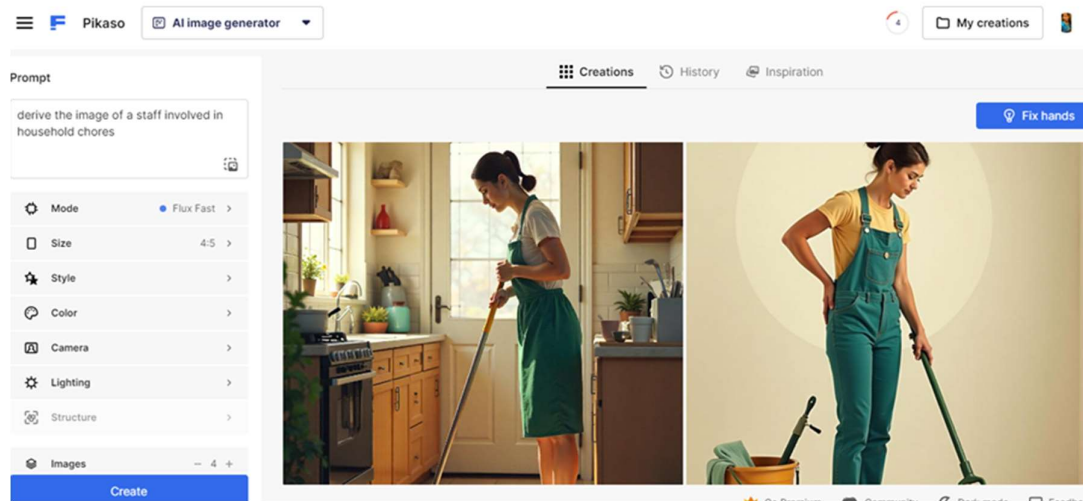 Pikaso
AI image generator
4
My creations
Prompt
derive the image of a staff involved in
household chores
Mode
Flux Fast
Size
4:5
Style
Color
Camera
Lighting
Structure
Images
- 4 +
Create
Creations
History
Inspiration
Fix hands